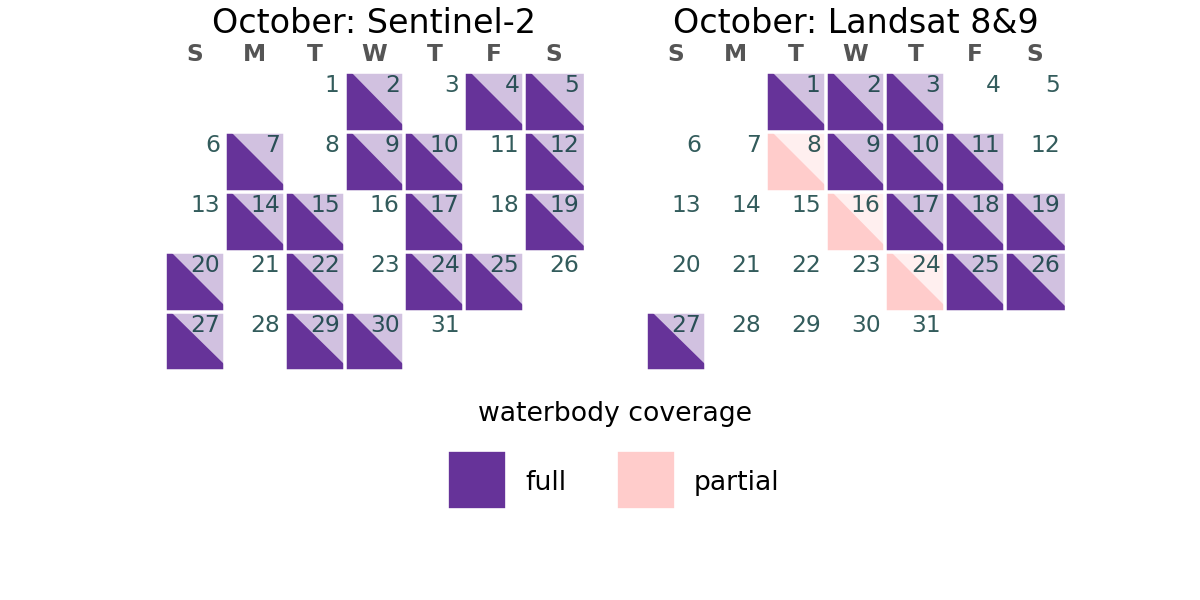 October: Sentinel-2
S M T W T F S
1 2 3 4 5
6 7 8 9 10 11 12
13 14 15 16 17 18 19
20 21 22 23 24 25 26
27 28 29 30 31
October: Landsat 8&9
S M T W T F S
1 2 3 4 5
6 7 8 9 10 11 12
13 14 15 16 17 18 19
20 21 22 23 24 25 26
27 28 29 30 31
waterbody coverage
full
partial